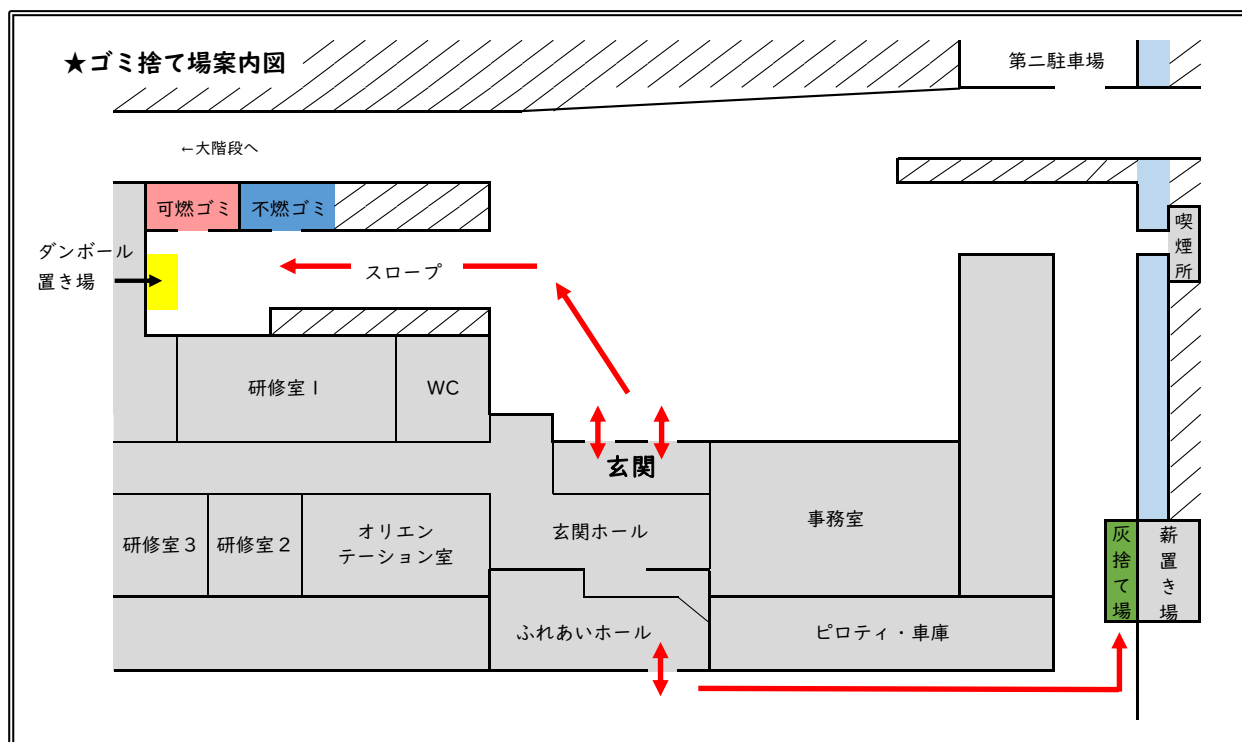 ★ゴミ捨て場案内図
第二駐車場
←大階段へ
可燃ゴミ
不燃ゴミ
喫煙所
ダンボール
置き場
スロープ
研修室1
WC
玄関
事務室
玄関ホール
研修室3
研修室2
オリエン
テーション室
灰捨て場
薪置き場
ふれあいホール
ピロティ・車庫